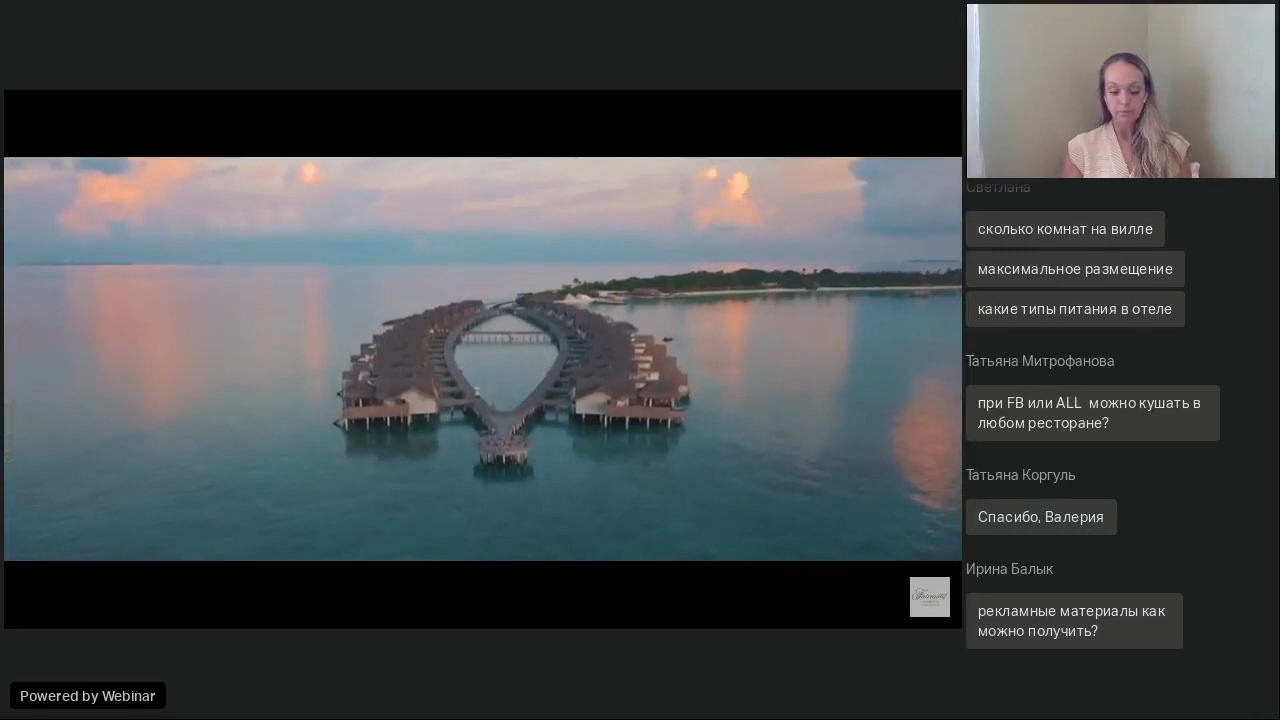 Светлана
сколько комнат на вилле
максимальное размещение
какие типы питания в отеле
Татьяна Митрофанова
при FB или ALL можно кушать в
любом ресторане?
Татьяна Коргуль
Спасибо, Валерия
Ирина Балык
рекламные материалы как
можно получить?
Fairmont
Powered by Webinar